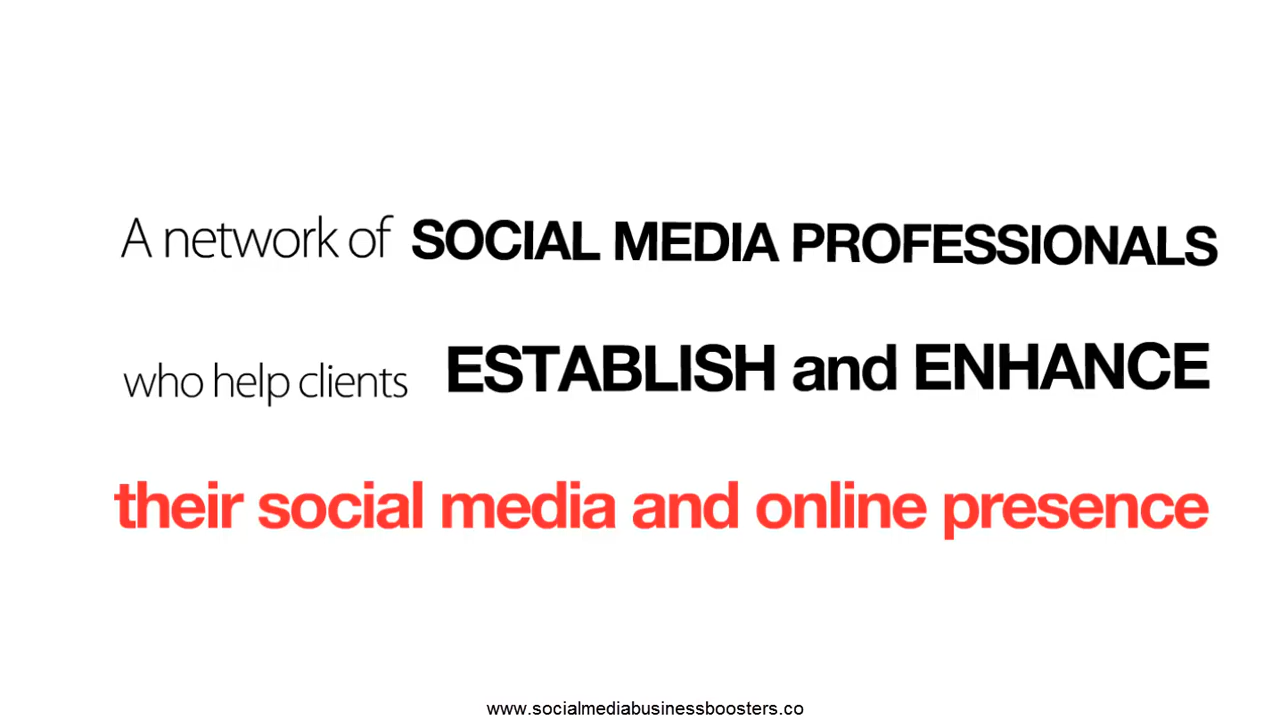 A network of SOCIAL MEDIA PROFESSIONALS
who help clients ESTABLISH and ENHANCE
their social media and online presence
www.socialmediabusinessboosters.co